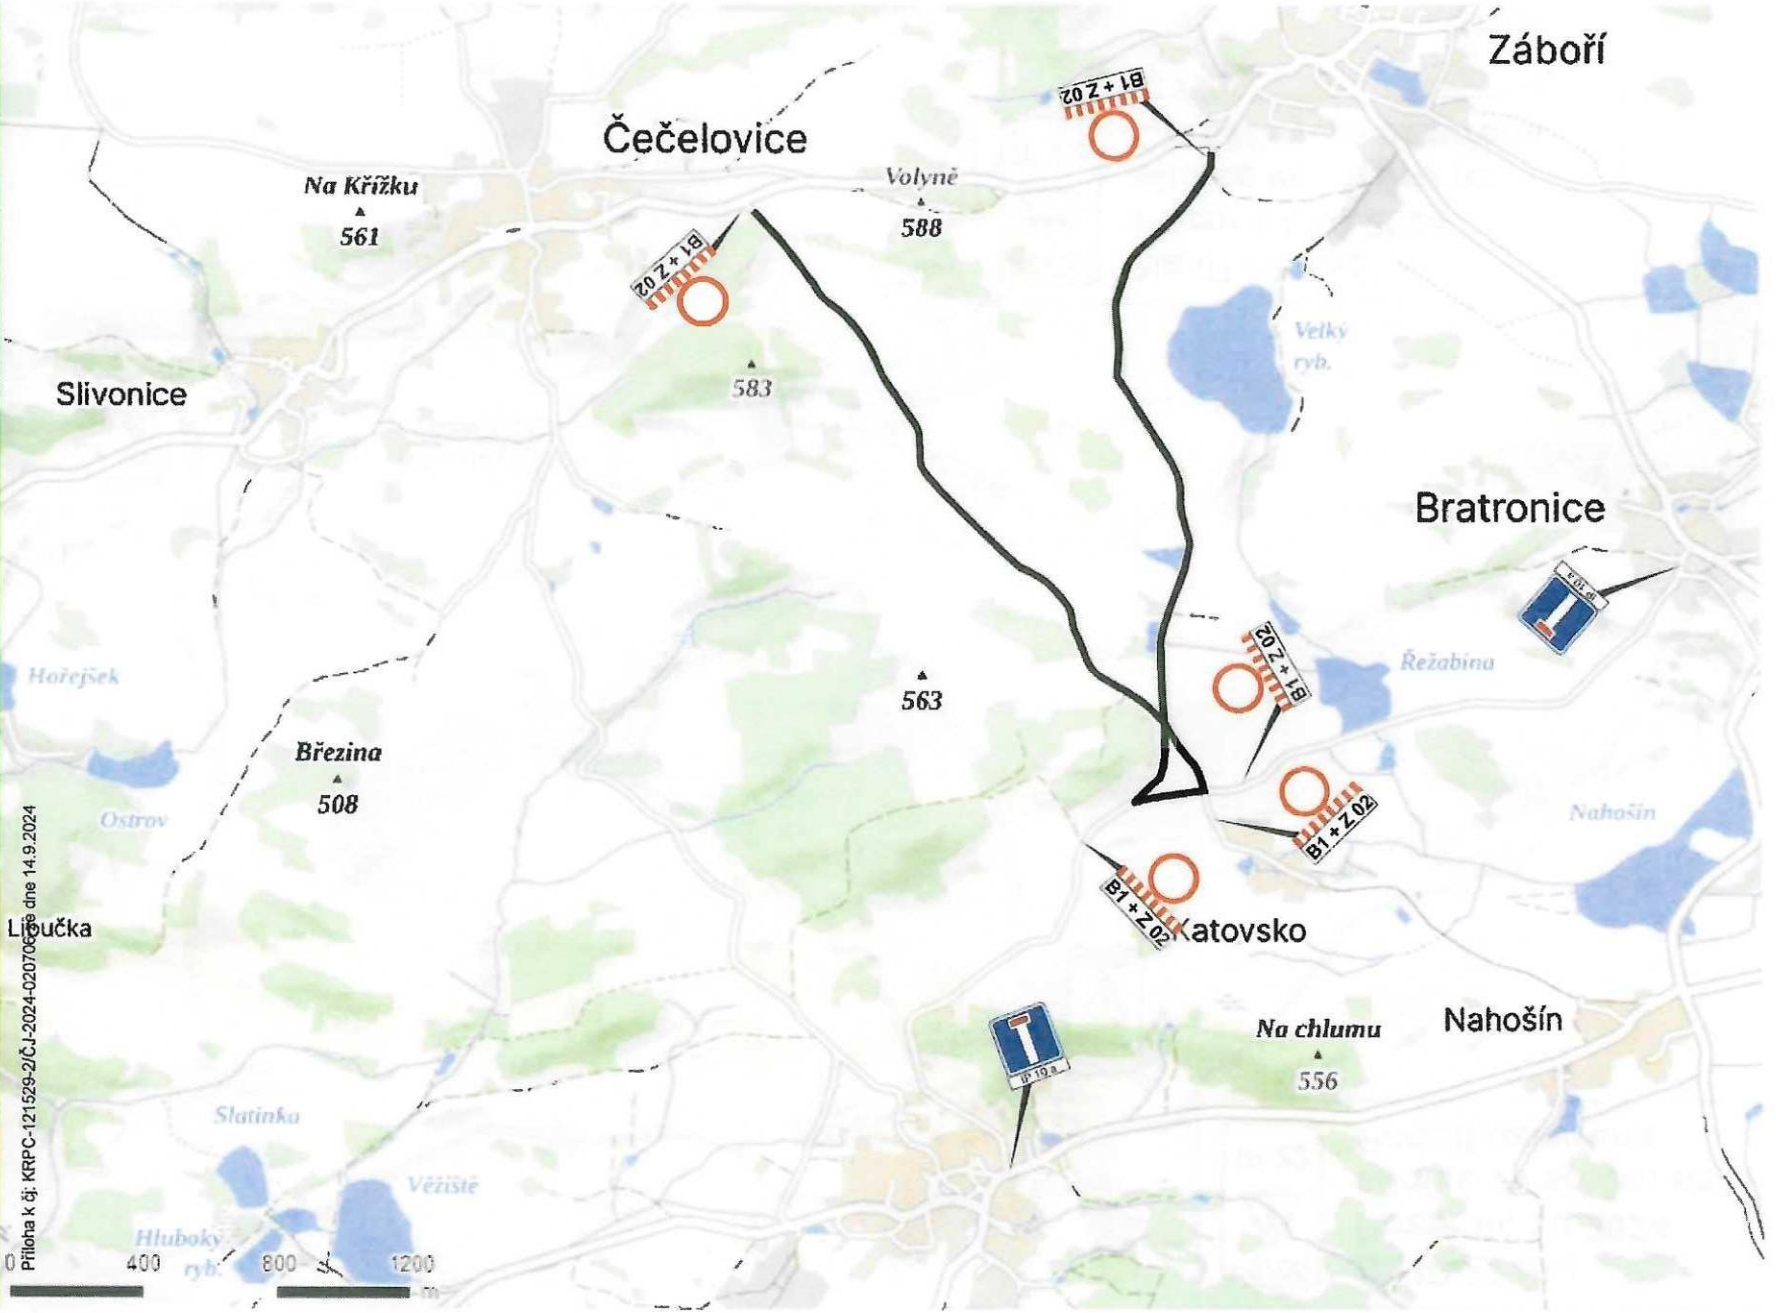 Záboří
B1 + Z 02
Čečelovice
Volyně
588
Na Křížku
561
B1 + Z 02
Velký
ryb.
583
Slivonice
Bratronice
IP 10 a
B1 + Z 02
Řežabina
Hořejšek
563
Březina
508
Ostrov
Nahošín
B1 + Z 02
B1 + Z 02
Katovsko
Na chlumu
556
Nahošín
IP 10 a
Slatinka
Věžiště
Hluboký
ryb.
0 400 800 1200
m
Příloha k čj: KRPC-121529-2/ČJ-2024-020706 ze dne 14.9.2024